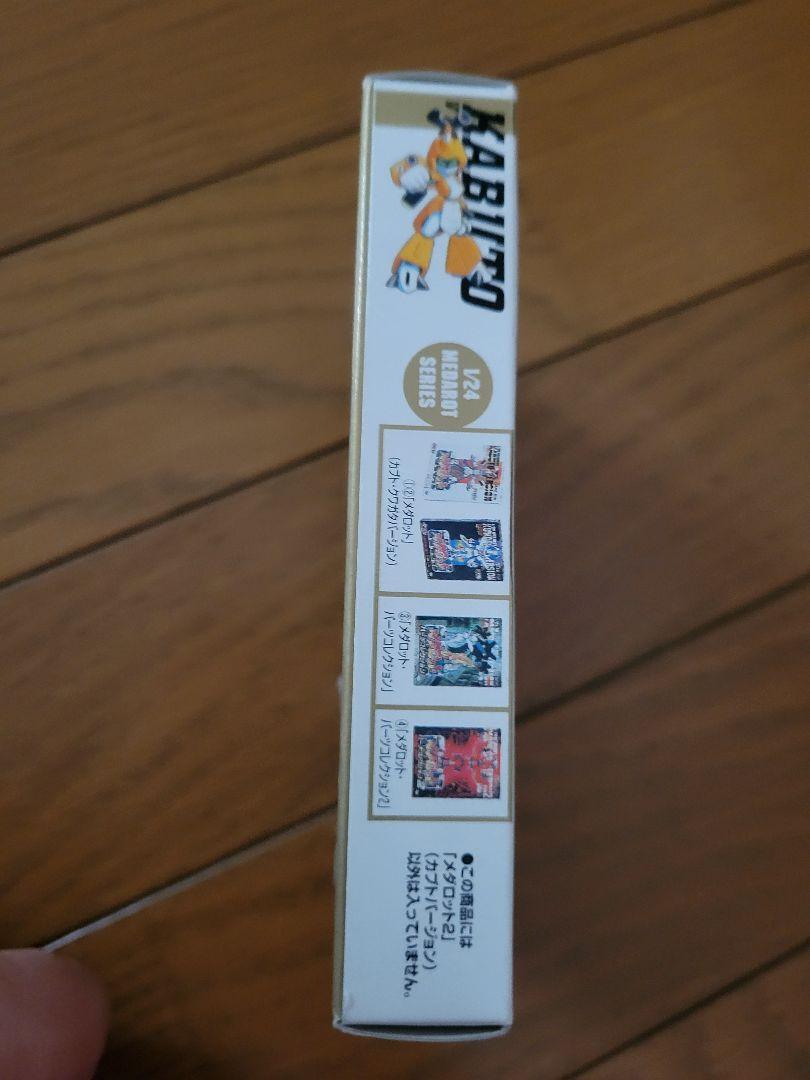 KABUTO
1/24
MEDAROT
SERIES
①②「メダロット」
(カブト・クワガタバージョン)
③「メダロット・
パーツコレクション」
④「メダロット・
パーツコレクション2」
●この商品には
「メダロット2」
(カブトバージョン)
以外は入っていません。